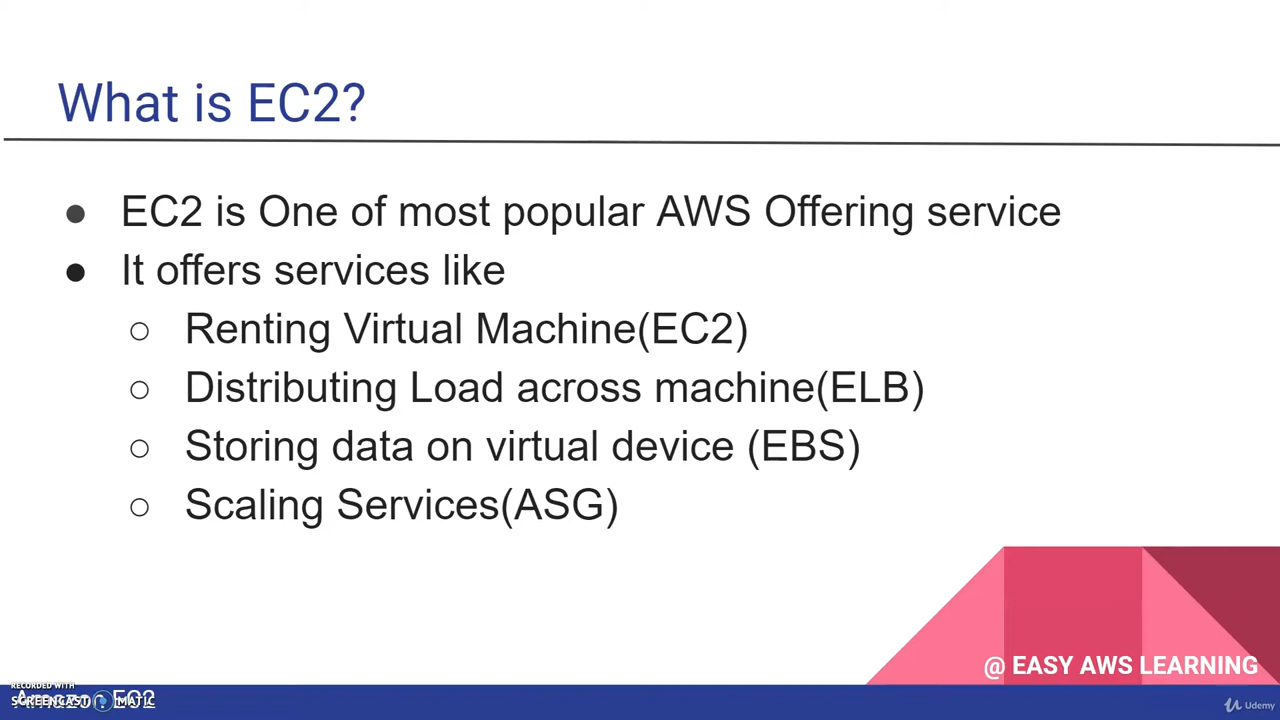 What is EC2?
EC2 is One of most popular AWS Offering service
It offers services like
Renting Virtual Machine(EC2)
Distributing Load across machine(ELB)
Storing data on virtual device (EBS)
Scaling Services(ASG)
@ EASY AWS LEARNING
RECORDED WITH
SCREENCAST MATIC
Amazon EC2
Udemy